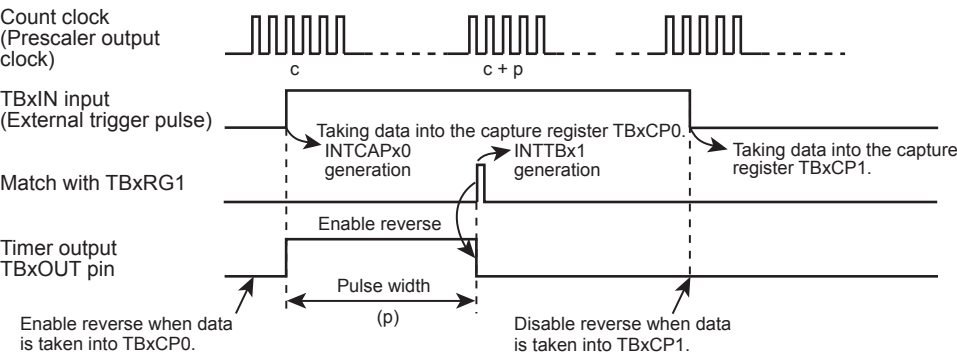 Count clock
(Prescaler output
clock)
c
c + p
TBxIN input
(External trigger pulse)
Taking data into the capture register TBxCP0.
INTCAPx0
generation
INTTBx1
generation
Taking data into the capture
register TBxCP1.
Match with TBxRG1
Enable reverse
Timer output
TBxOUT pin
Pulse width
(p)
Enable reverse when data
is taken into TBxCP0.
Disable reverse when data
is taken into TBxCP1.